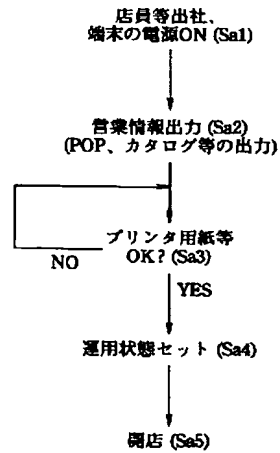 店員等出社、
端末の電源ON (Sa1)
営業情報出力 (Sa2)
(POP、カタログ等の出力)
プリンタ用紙等
OK? (Sa3)
NO
YES
運用状態セット (Sa4)
開店 (Sa5)